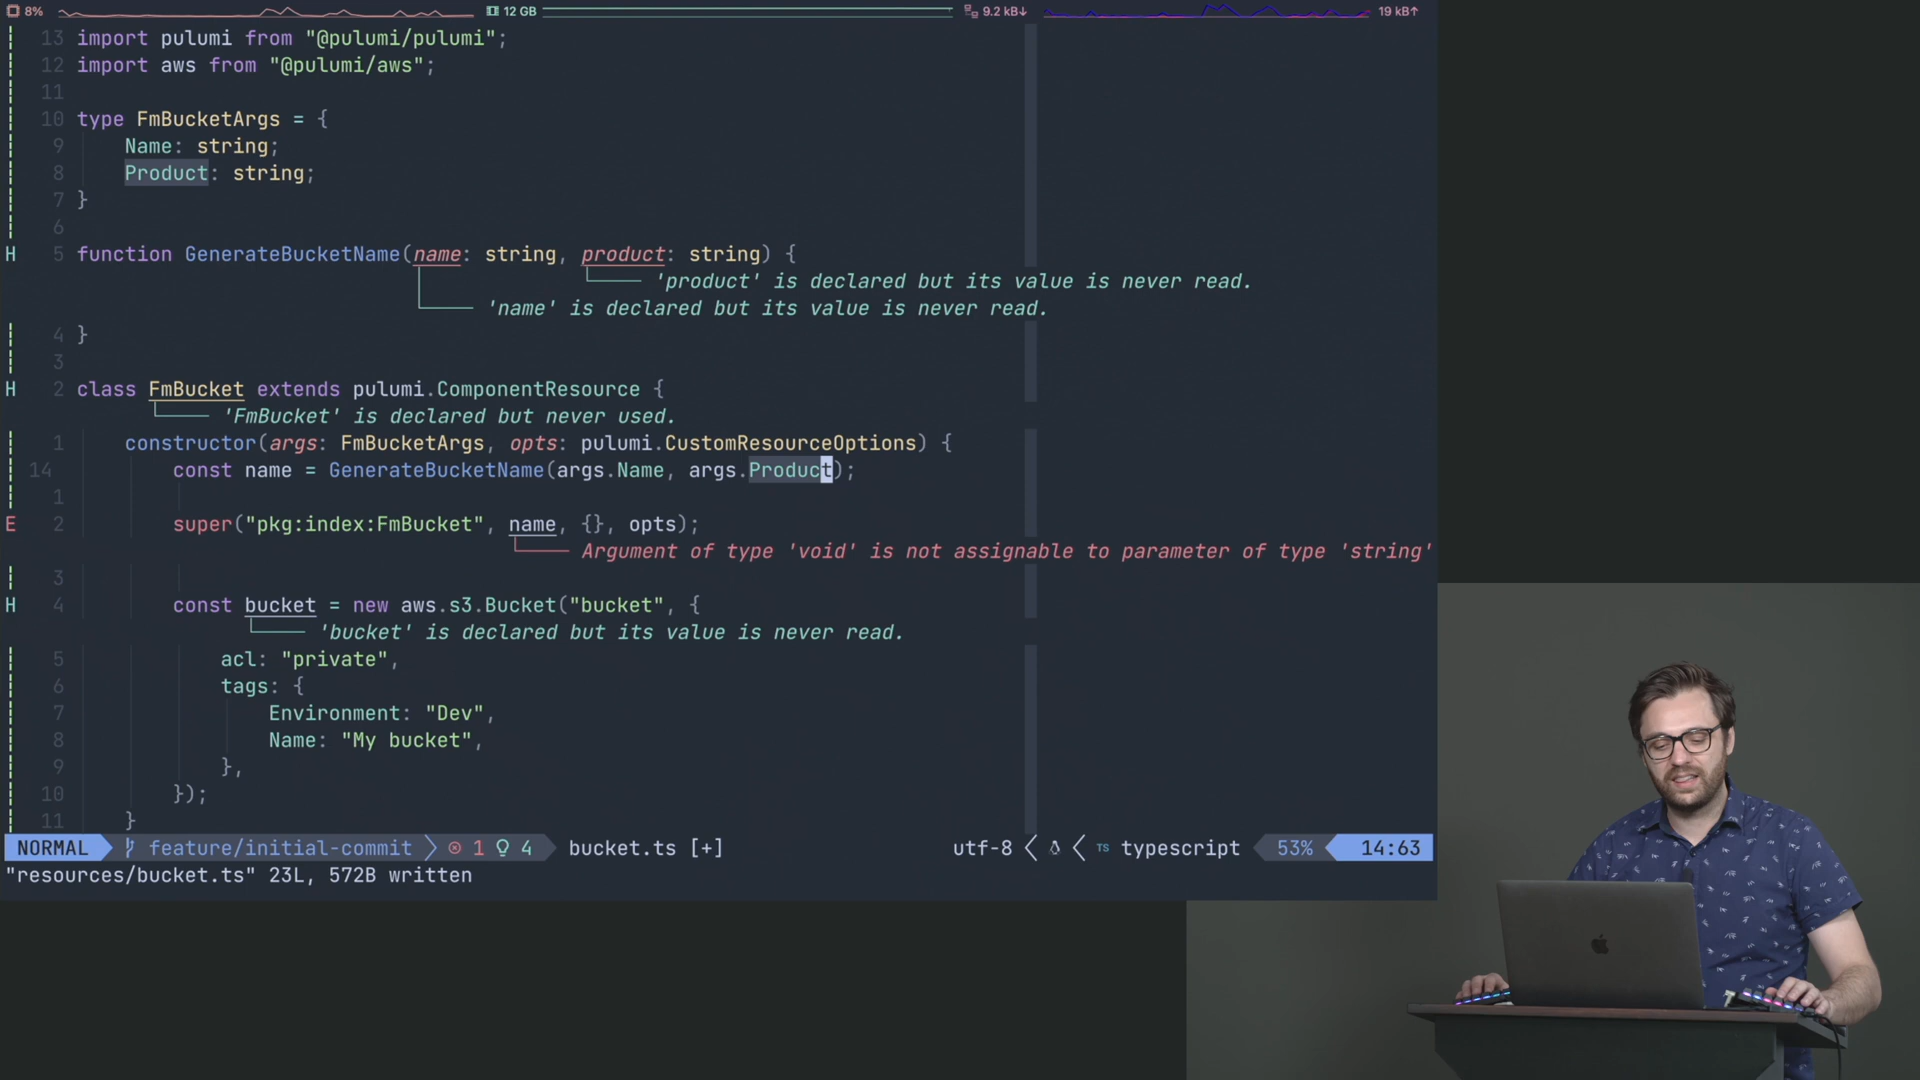 8% 12 GB 9.2 kB↓ 19 kB↑
13 import pulumi from "@pulumi/pulumi";
12 import aws from "@pulumi/aws";
11
10 type FmBucketArgs = {
9 Name: string;
8 Product: string;
7 }
6
H 5 function GenerateBucketName(name: string, product: string) {
'product' is declared but its value is never read.
'name' is declared but its value is never read.
4 }
3
H 2 class FmBucket extends pulumi.ComponentResource {
'FmBucket' is declared but never used.
1 constructor(args: FmBucketArgs, opts: pulumi.CustomResourceOptions) {
14 const name = GenerateBucketName(args.Name, args.Product);
1
E 2 super("pkg:index:FmBucket", name, {}, opts);
Argument of type 'void' is not assignable to parameter of type 'string'
3
H 4 const bucket = new aws.s3.Bucket("bucket", {
'bucket' is declared but its value is never read.
5 acl: "private",
6 tags: {
7 Environment: "Dev",
8 Name: "My bucket",
9 },
10 });
11 }
NORMAL feature/initial-commit 1 4 bucket.ts [+] utf-8 TS typescript 53% 14:63
"resources/bucket.ts" 23L, 572B written